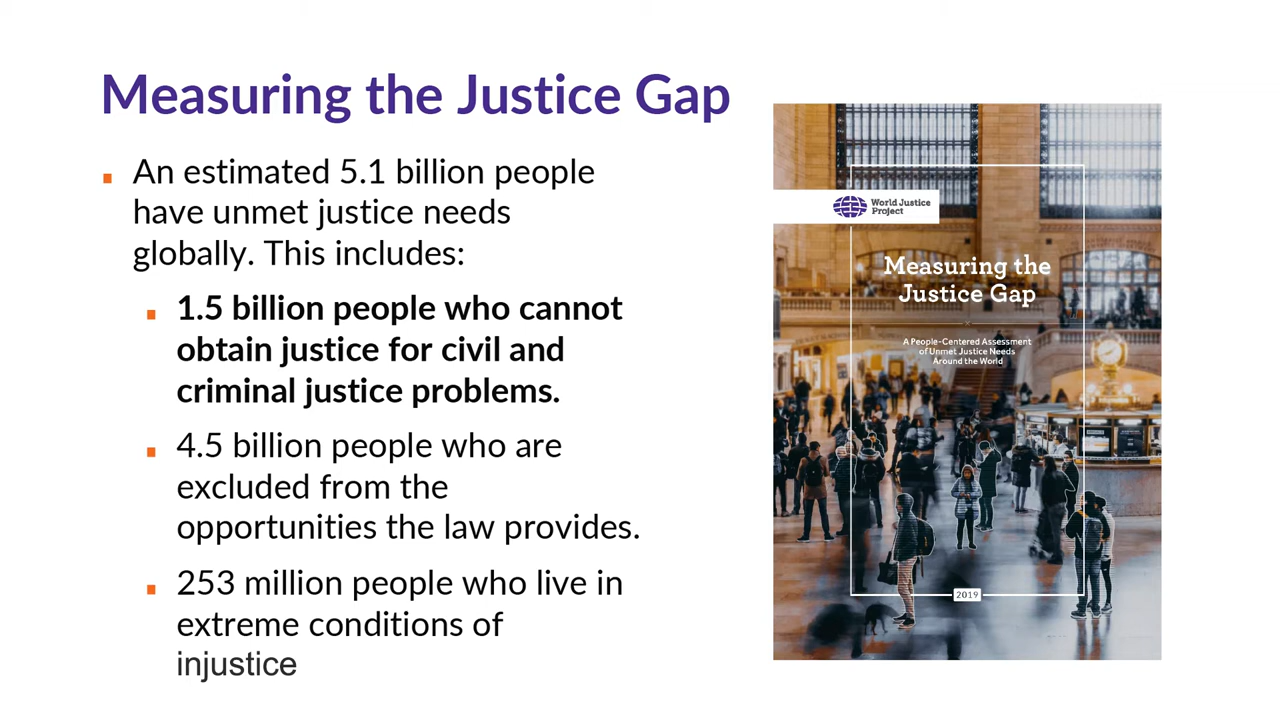 Measuring the Justice Gap
An estimated 5.1 billion people
have unmet justice needs
globally. This includes:
1.5 billion people who cannot
obtain justice for civil and
criminal justice problems.
4.5 billion people who are
excluded from the
opportunities the law provides.
253 million people who live in
extreme conditions of
injustice
World Justice
Project
Measuring the
Justice Gap
A People-Centered Assessment
of Unmet Justice Needs
Around the World
2019